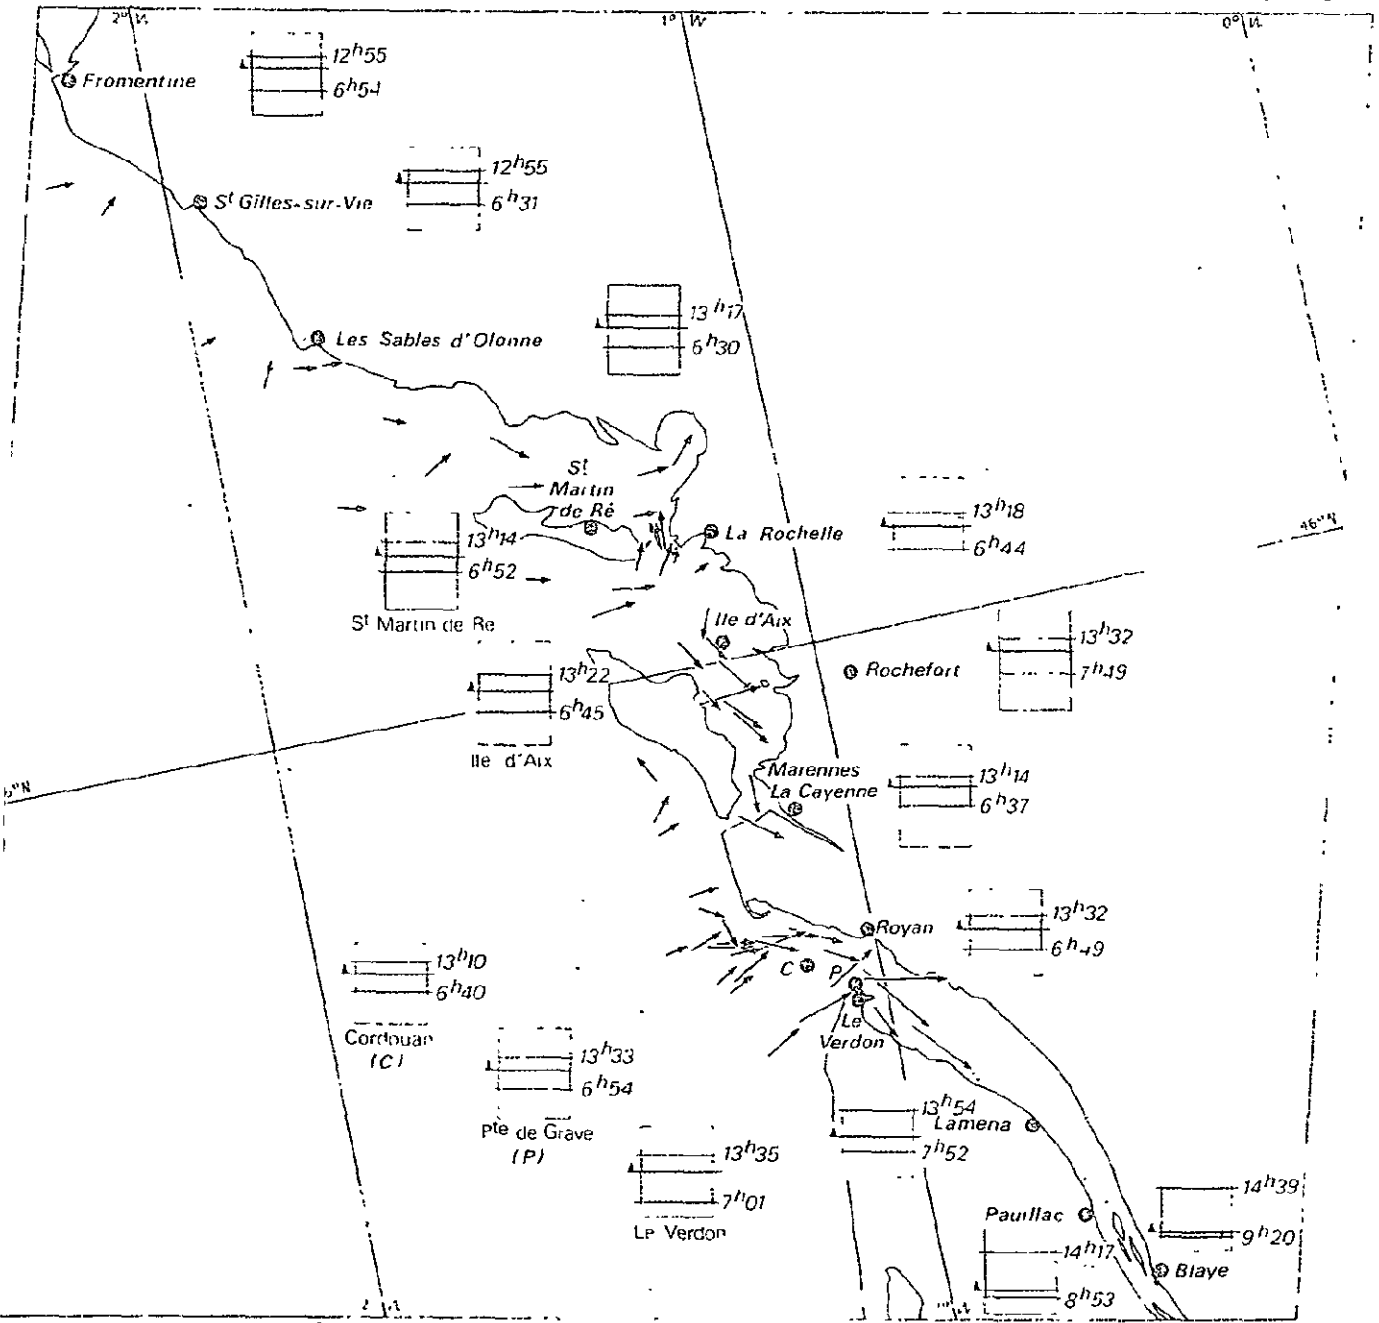 2° W
1° W
0° W
Fromentine
12h55
6h54
St Gilles-sur-Vie
12h55
6h31
Les Sables d'Olonne
13h17
6h30
St
Martin
de Ré
La Rochelle
13h18
6h44
46° N
13h14
6h52
St Martin de Re
Ile d'Aix
13h22
6h45
Ile d'Aix
Rochefort
13h32
7h49
Marennes
La Cayenne
13h14
6h37
Royan
13h32
6h49
C
P
Le
Verdon
13h10
6h40
Cordouan
(C)
13h33
6h54
Pte de Grave
(P)
13h35
7h01
Le Verdon
13h54
Lamena
7h52
Pauillac
14h17
8h53
14h39
9h20
Blaye